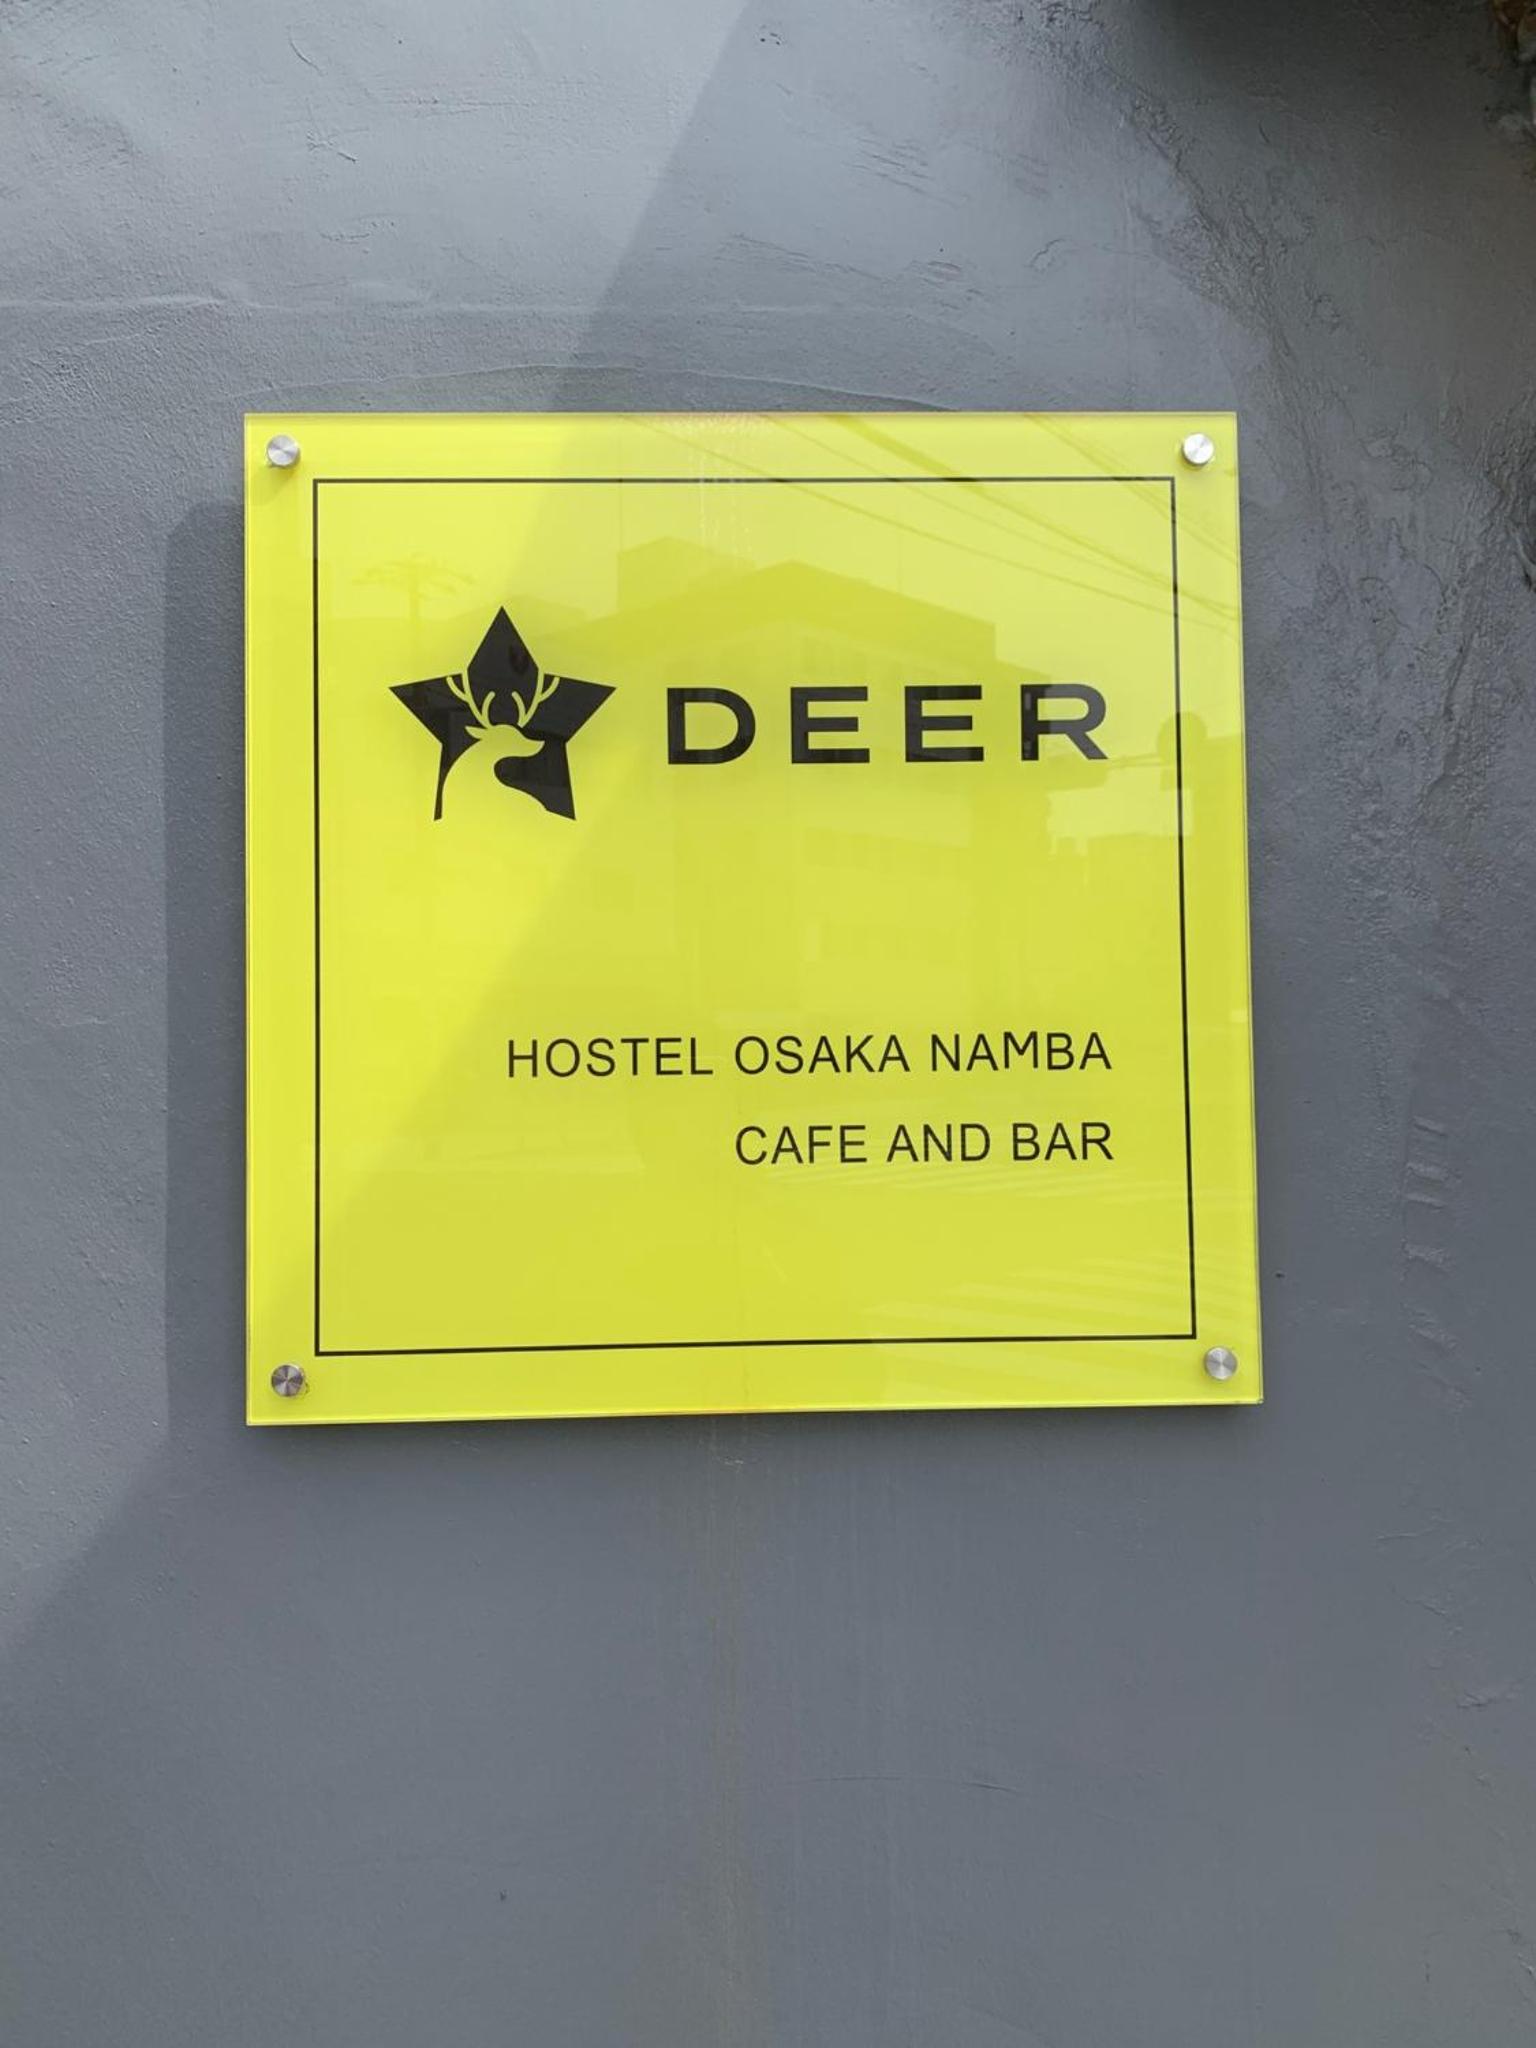 DEER
HOSTEL OSAKA NAMBA
CAFE AND BAR